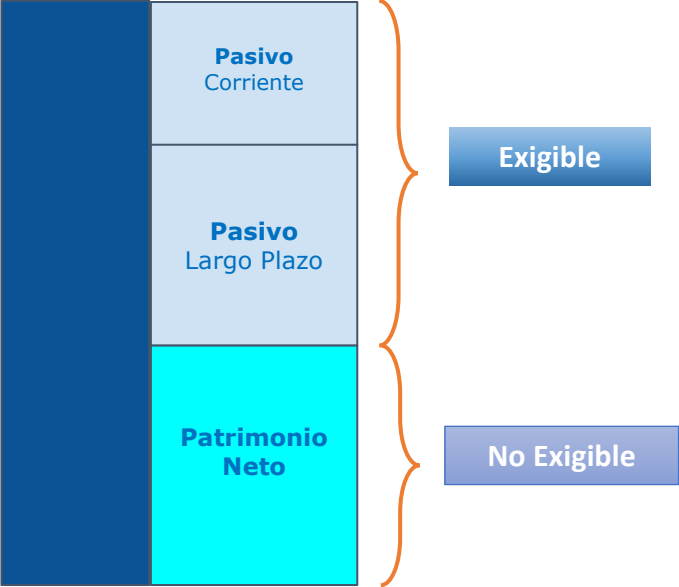 Pasivo
Corriente
Exigible
Pasivo
Largo Plazo
Patrimonio
Neto
No Exigible